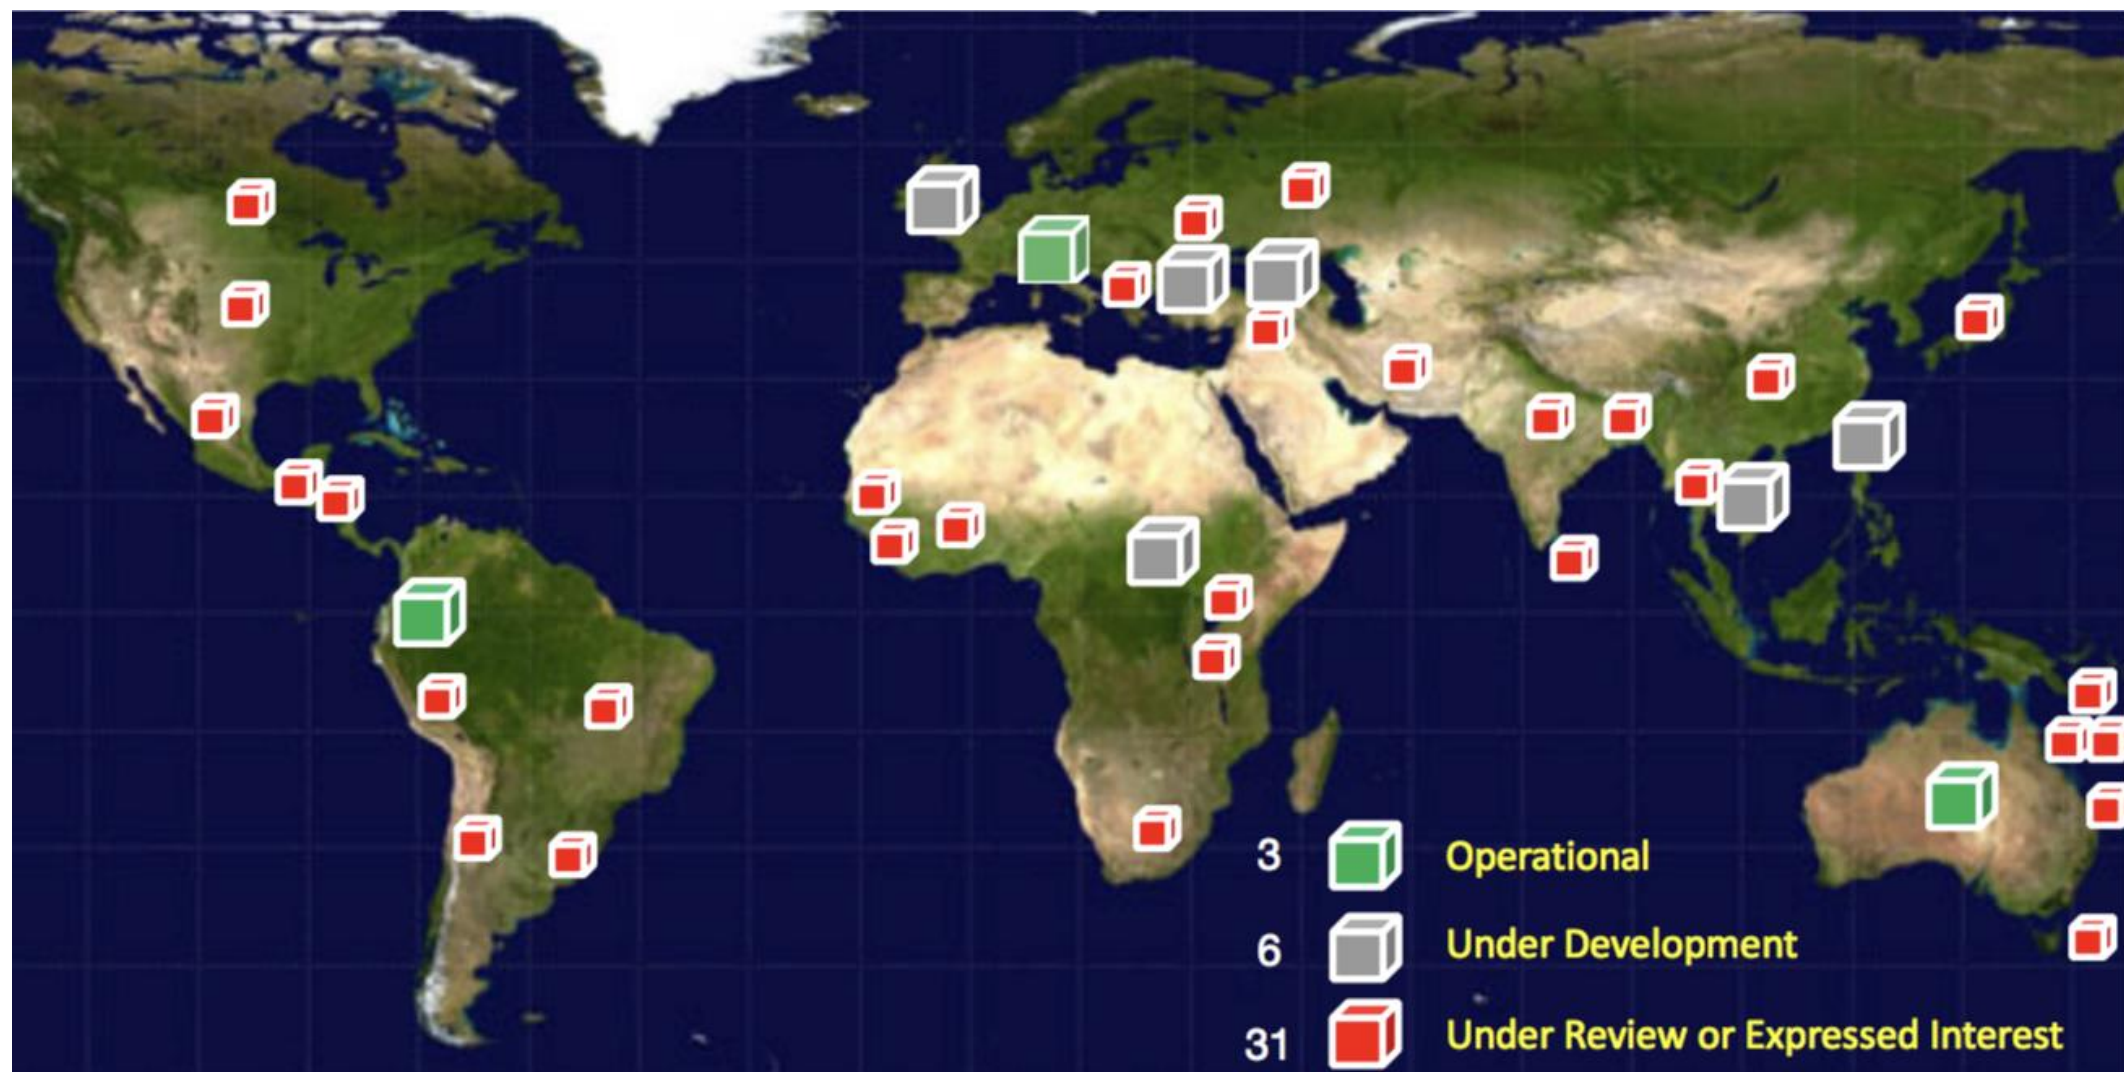 3 Operational
6 Under Development
31 Under Review or Expressed Interest